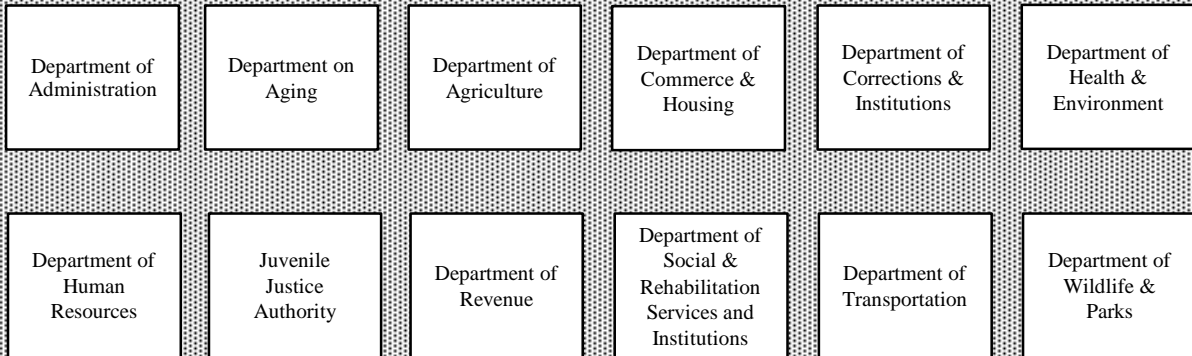 Department of
Administration
Department on
Aging
Department of
Agriculture
Department of
Commerce &
Housing
Department of
Corrections &
Institutions
Department of
Health &
Environment
Department of
Human
Resources
Juvenile
Justice
Authority
Department of
Revenue
Department of
Social &
Rehabilitation
Services and
Institutions
Department of
Transportation
Department of
Wildlife &
Parks